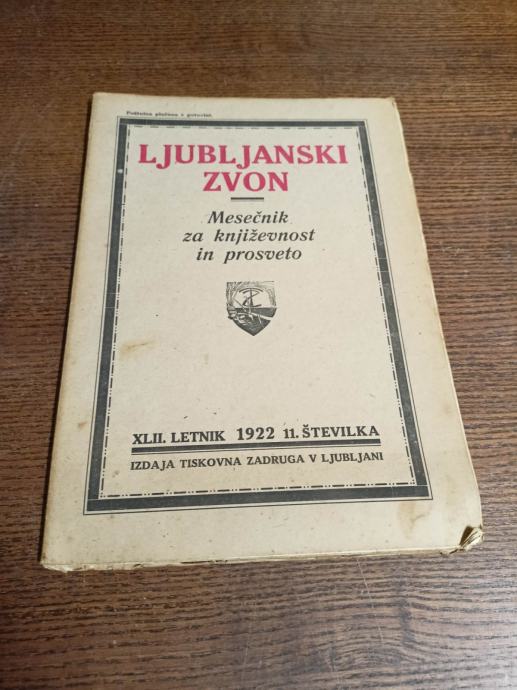 Poštnina plačana v gotovini.
LJUBLJANSKI
ZVON
Mesečnik
za književnost
in prosveto
XLII. LETNIK 1922 11. ŠTEVILKA
IZDAJA TISKOVNA ZADRUGA V LJUBLJANI